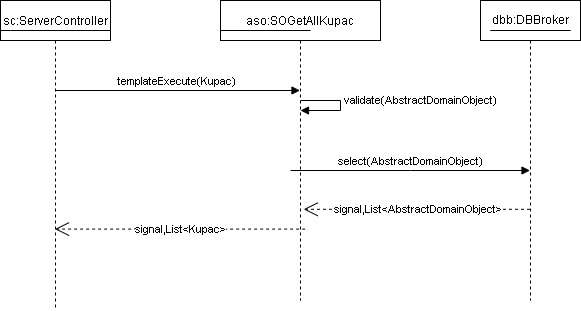 sc:ServerController
aso:SOGetAllKupac
dbb:DBBroker
templateExecute(Kupac)
validate(AbstractDomainObject)
select(AbstractDomainObject)
signal,List<AbstractDomainObject>
signal,List<Kupac>